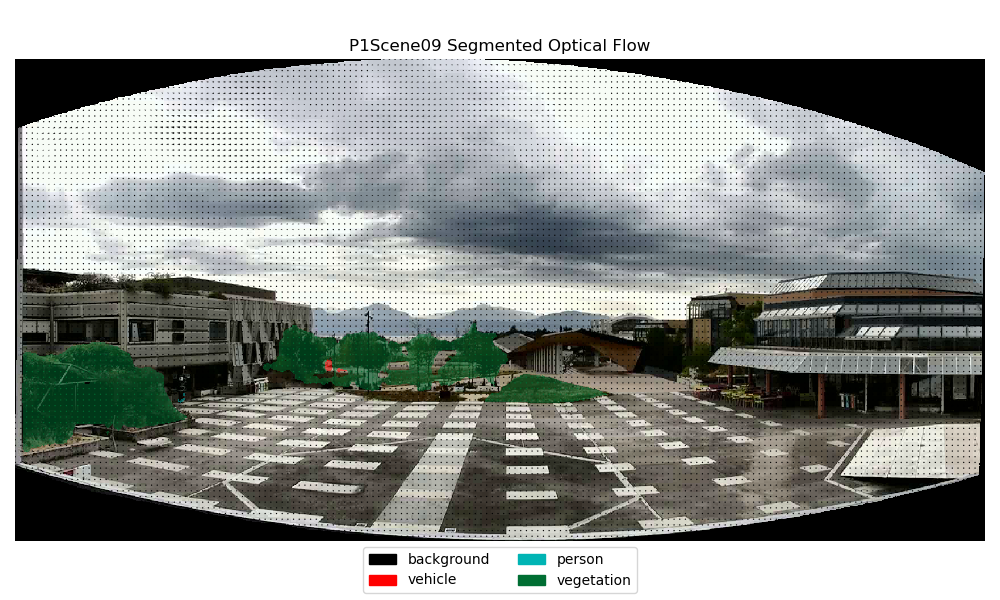 P1Scene09 Segmented Optical Flow
background
person
vehicle
vegetation